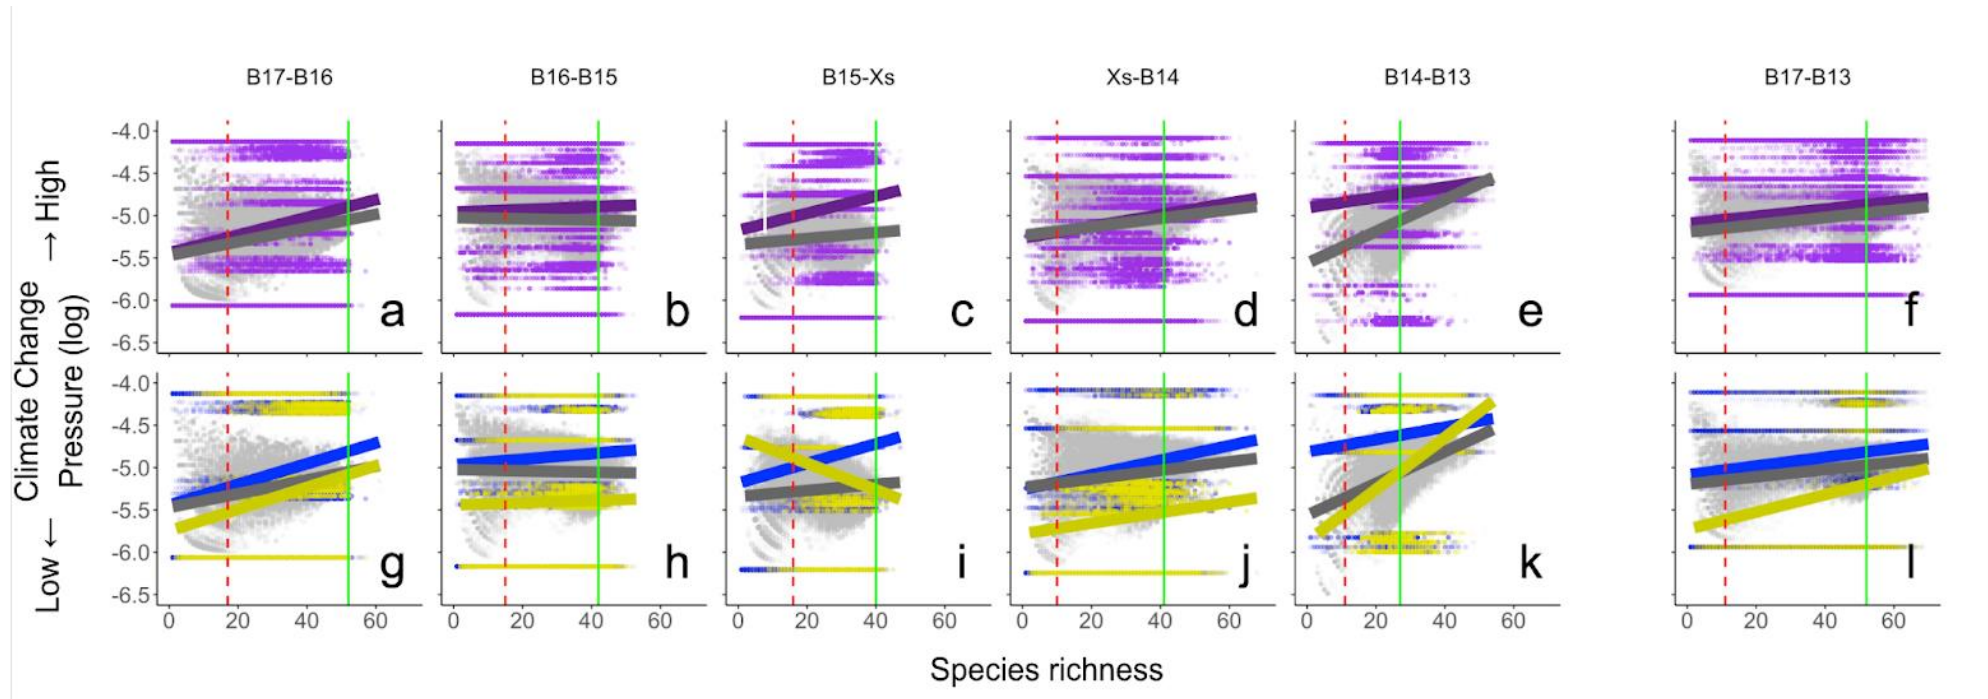 B17-B16 B16-B15 B15-Xs Xs-B14 B14-B13 B17-B13
Climate Change
Pressure (log)
Low ← → High
-4.0
-4.5
-5.0
-5.5
-6.0
-6.5
a b c d e f
-4.0
-4.5
-5.0
-5.5
-6.0
-6.5
g h i j k l
0 20 40 60 0 20 40 60 0 20 40 60 0 20 40 60 0 20 40 60 0 20 40 60
Species richness